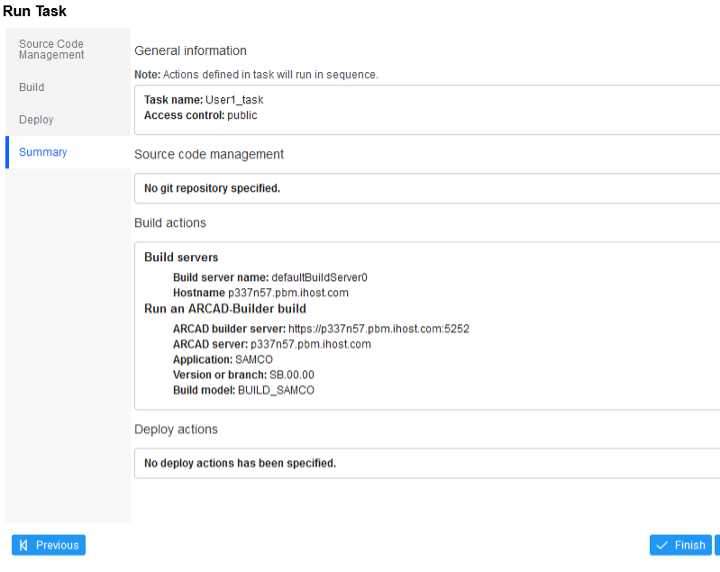 Run Task
Source Code
Management
Build
Deploy
Summary
General information
Note: Actions defined in task will run in sequence.
Task name: User1_task
Access control: public
Source code management
No git repository specified.
Build actions
Build servers
Build server name: defaultBuildServer0
Hostname p337n57.pbm.ihost.com
Run an ARCAD-Builder build
ARCAD builder server: https://p337n57.pbm.ihost.com:5252
ARCAD server: p337n57.pbm.ihost.com
Application: SAMCO
Version or branch: SB.00.00
Build model: BUILD_SAMCO
Deploy actions
No deploy actions has been specified.
Previous
Finish